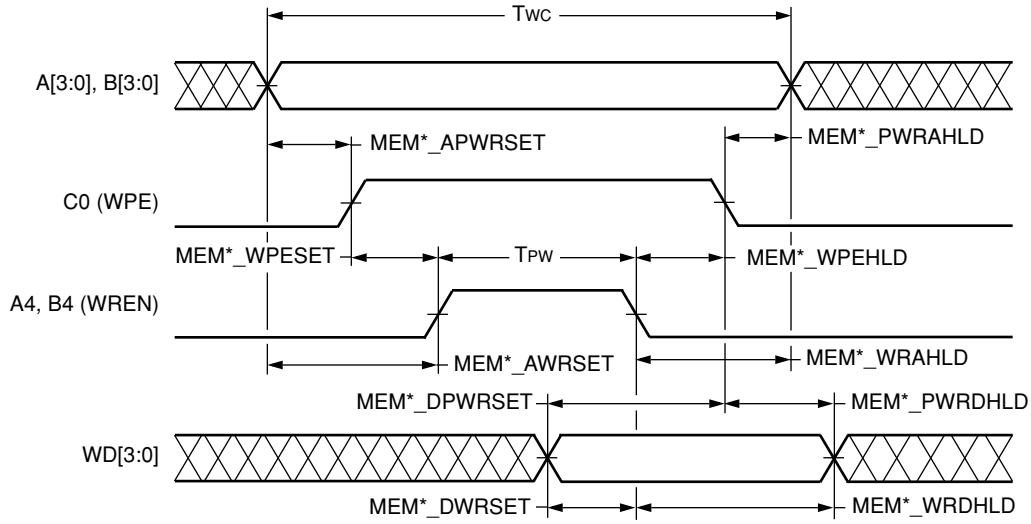 TWC
A[3:0], B[3:0]
MEM*_APWRSET
MEM*_PWRAHLD
C0 (WPE)
MEM*_WPESET
TPW
MEM*_WPEHLD
A4, B4 (WREN)
MEM*_AWRSET
MEM*_WRAHLD
MEM*_DPWRSET
MEM*_PWRDHLD
WD[3:0]
MEM*_DWRSET
MEM*_WRDHLD